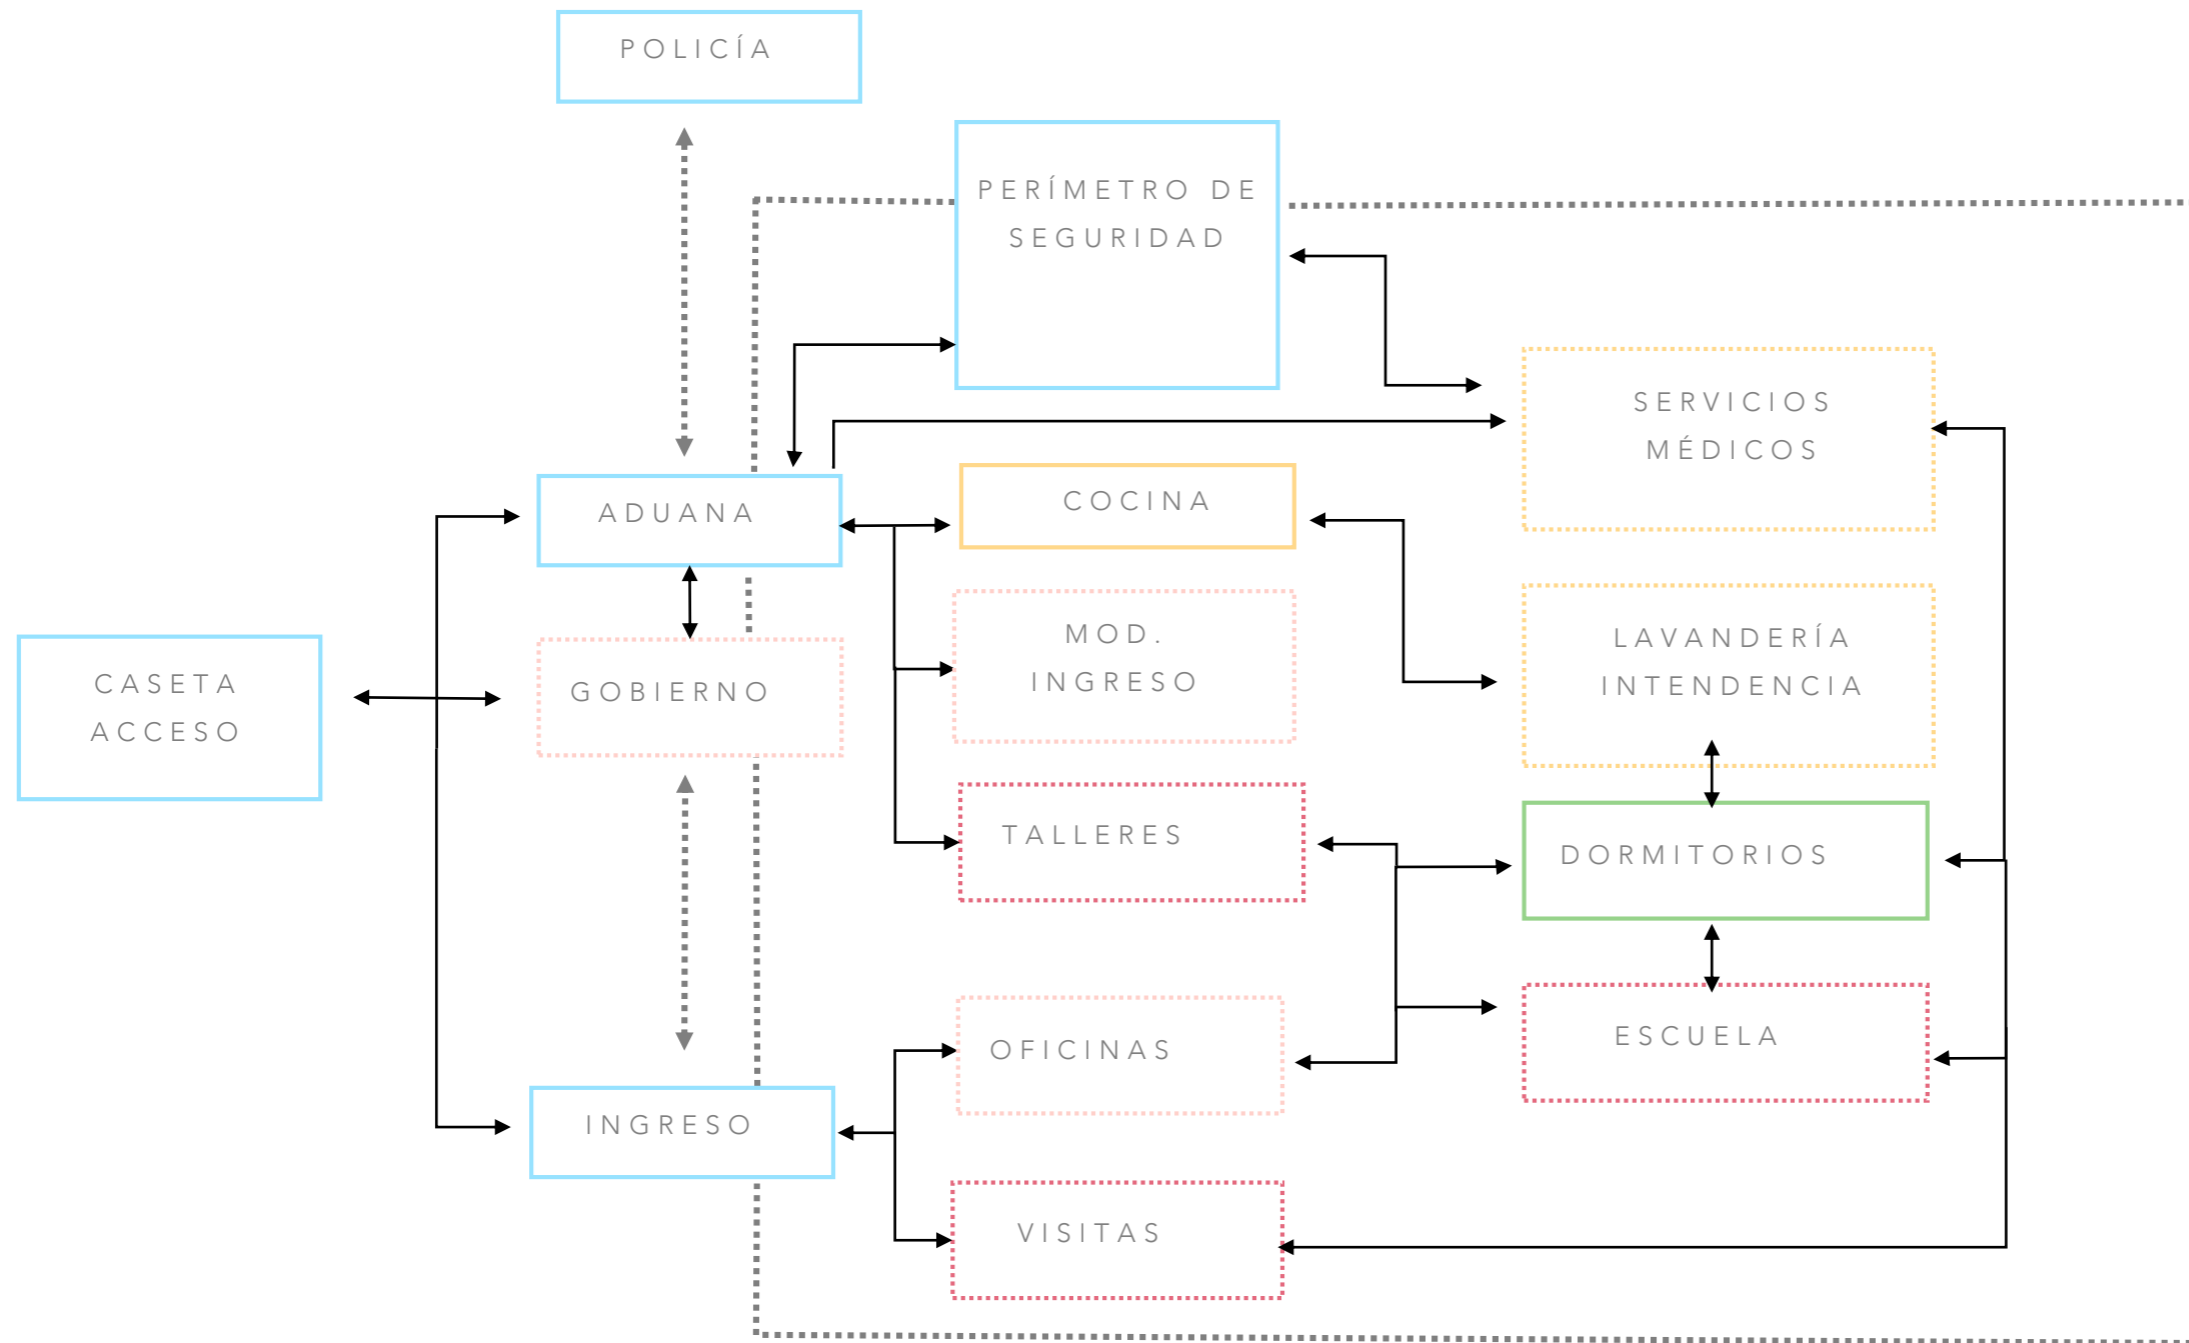 POLICÍA
PERÍMETRO DE
SEGURIDAD
SERVICIOS
MÉDICOS
ADUANA
COCINA
CASETA
ACCESO
GOBIERNO
MOD.
INGRESO
LAVANDERÍA
INTENDENCIA
TALLERES
DORMITORIOS
OFICINAS
ESCUELA
INGRESO
VISITAS